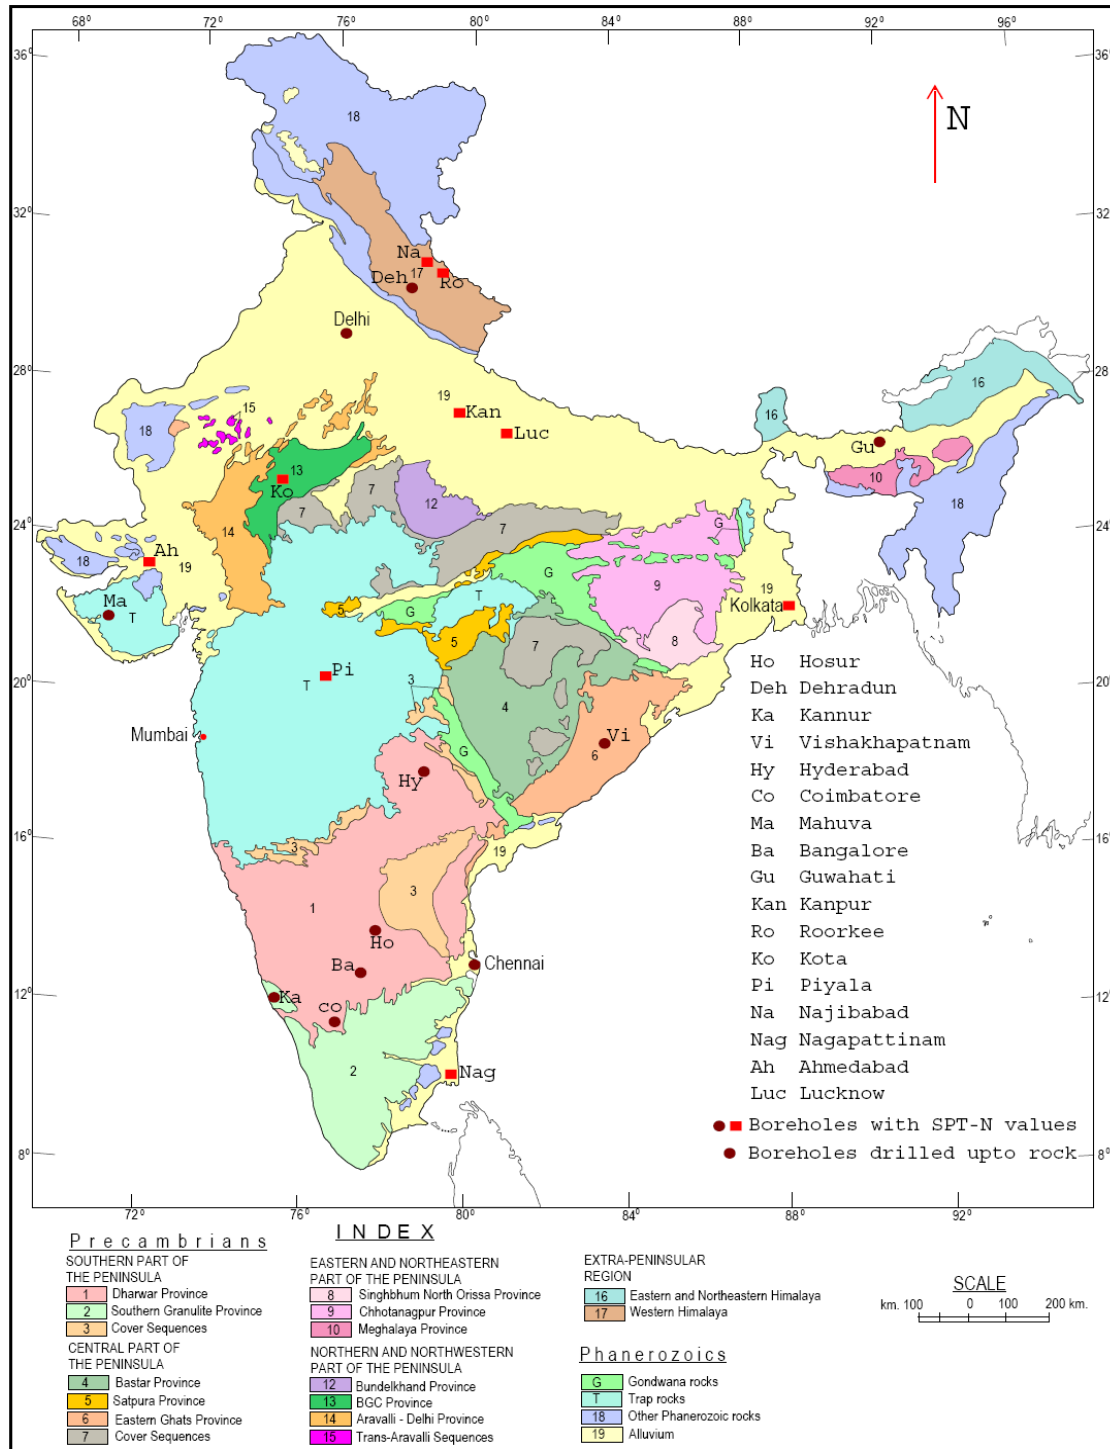 68° 72 76 80 84 88 92 96°
36° 36°
N
18
32° 32°
Na
Deh 17 Ro
Delhi
28° 28°
19 Kan
Luc
15
16
16
18
Gu
13
Ko
7 7 12
10
18
24° 24°
14
7
G
Ah
18 19
Ma
T
5
G
T
G
9
19
Kolkata
8
5
7
Pi
T
3
20° 20°
4
Vi
6
Mumbai
G
Hy
16° 16°
3
19
3
1
Ho
Ba
Chennai
12° 12°
Ka
co
2
Nag
8° 8°
Ho Hosur
Deh Dehradun
Ka Kannur
Vi Vishakhapatnam
Hy Hyderabad
Co Coimbatore
Ma Mahuva
Ba Bangalore
Gu Guwahati
Kan Kanpur
Ro Roorkee
Ko Kota
Pi Piyala
Na Najibabad
Nag Nagapattinam
Ah Ahmedabad
Luc Lucknow
Boreholes with SPT-N values
Boreholes drilled upto rock
72° 76° 80° 84° 88° 92°
INDEX
Precambrians
SOUTHERN PART OF
THE PENINSULA
1 Dharwar Province
2 Southern Granulite Province
3 Cover Sequences
CENTRAL PART OF
THE PENINSULA
4 Bastar Province
5 Satpura Province
6 Eastern Ghats Province
7 Cover Sequences
EASTERN AND NORTHEASTERN
PART OF THE PENINSULA
8 Singhbhum North Orissa Province
9 Chhotanagpur Province
10 Meghalaya Province
NORTHERN AND NORTHWESTERN
PART OF THE PENINSULA
12 Bundelkhand Province
13 BGC Province
14 Aravalli - Delhi Province
15 Trans-Aravalli Sequences
EXTRA-PENINSULAR
REGION
16 Eastern and Northeastern Himalaya
17 Western Himalaya
Phanerozoics
G Gondwana rocks
T Trap rocks
18 Other Phanerozoic rocks
19 Alluvium
SCALE
km. 100 0 100 200 km.